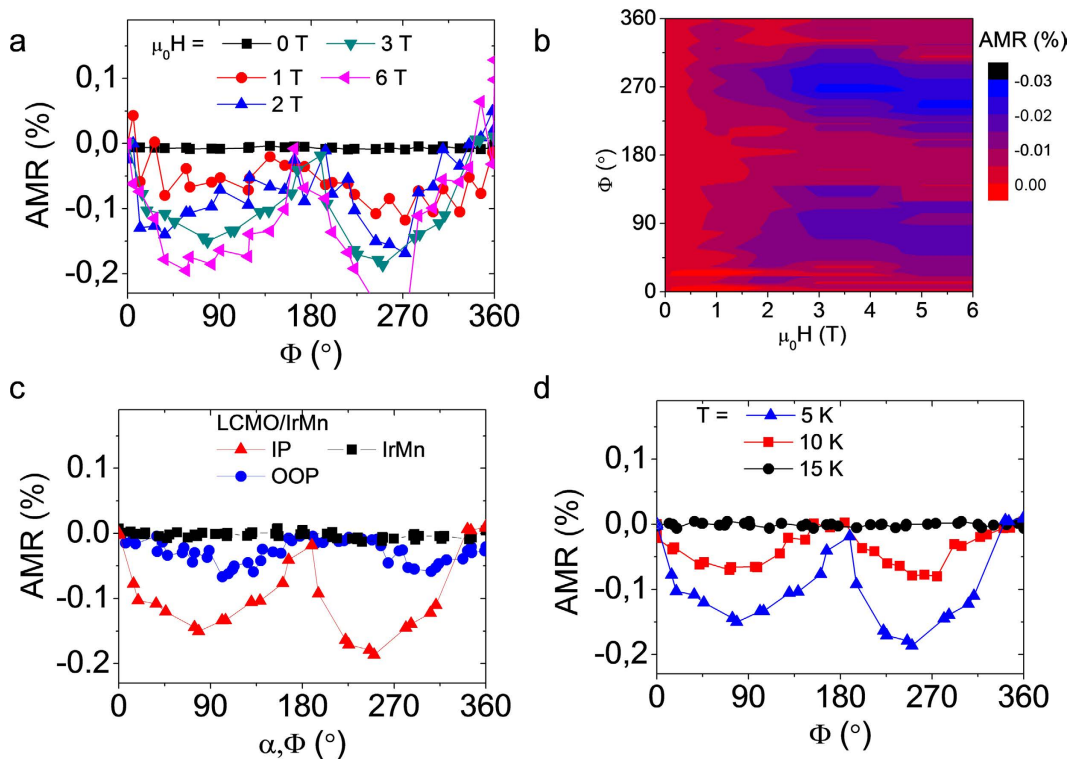 a
μ₀H =
0 T
3 T
1 T
6 T
2 T
0,1
0,0
-0,1
-0,2
AMR (%)
0
90
180
270
360
Φ (°)
b
360
270
180
90
0
Φ (°)
0
1
2
3
4
5
6
μ₀H (T)
AMR (%)
-0.03
-0.02
-0.01
0.00
c
LCMO/IrMn
IP
IrMn
OOP
0.1
0.0
-0.1
-0.2
AMR (%)
0
90
180
270
360
α,Φ (°)
d
T =
5 K
10 K
15 K
0,1
0,0
-0,1
-0,2
AMR (%)
0
90
180
270
360
Φ (°)